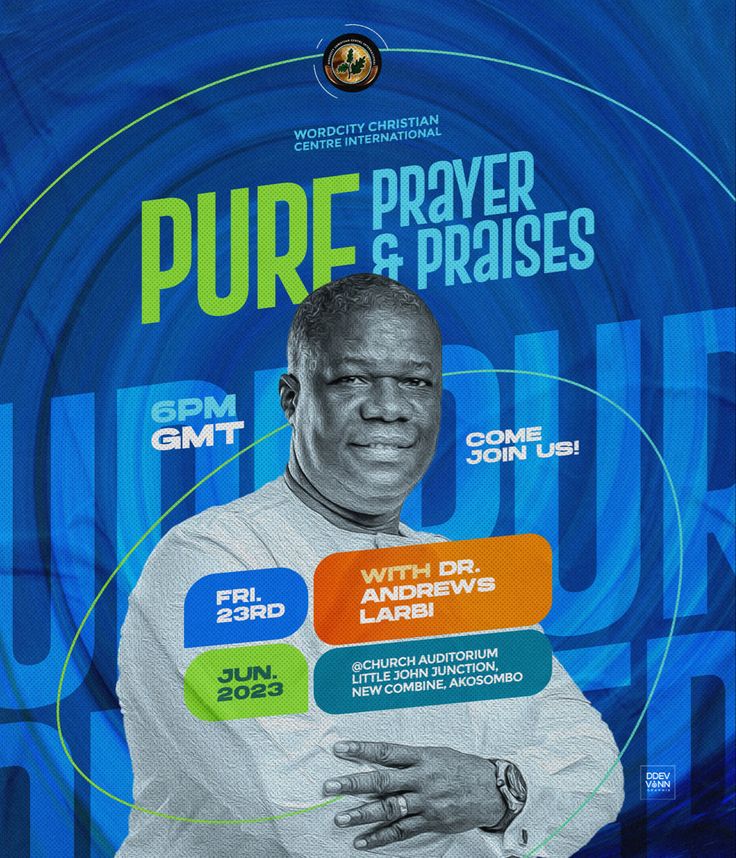 WORDCITY CHRISTIAN
CENTRE INTERNATIONAL
PURE
PRaYER
& PRaISES
6PM
GMT
COME
JOIN US!
FRI.
23RD
WITH DR.
ANDREWS
LARBI
JUN.
2023
@CHURCH AUDITORIUM
LITTLE JOHN JUNCTION,
NEW COMBINE, AKOSOMBO
DDEV
VANN